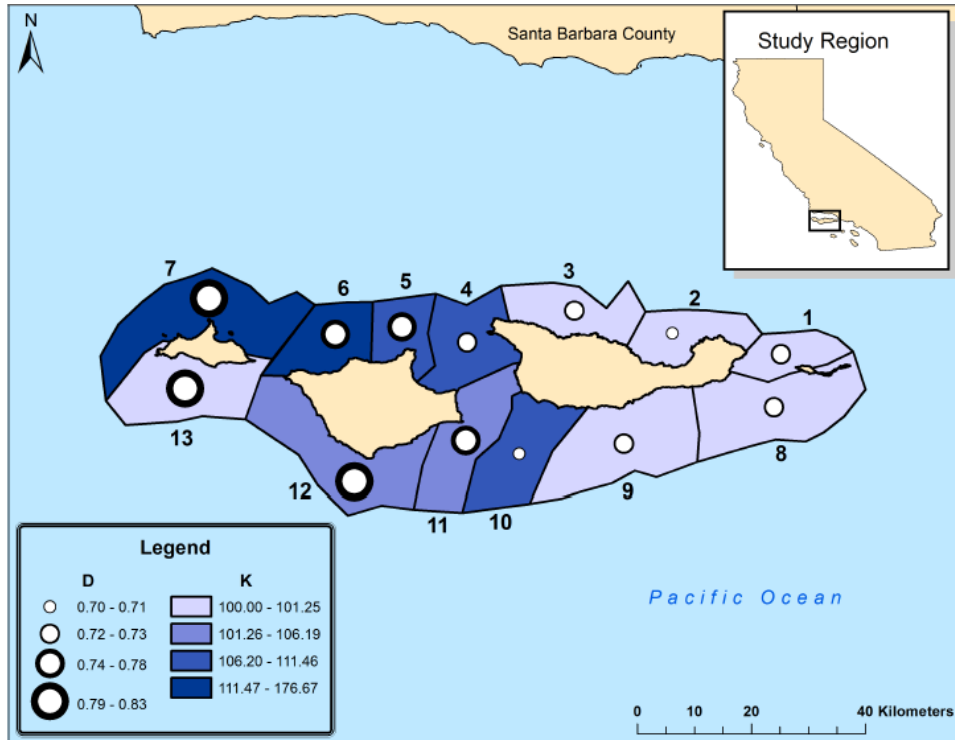 N
Santa Barbara County
Study Region
7
6
5
4
3
2
1
13
12
11
10
9
8
Legend
D K
0.70 - 0.71 100.00 - 101.25
0.72 - 0.73 101.26 - 106.19
0.74 - 0.78 106.20 - 111.46
0.79 - 0.83 111.47 - 176.67
Pacific Ocean
0 10 20 40 Kilometers